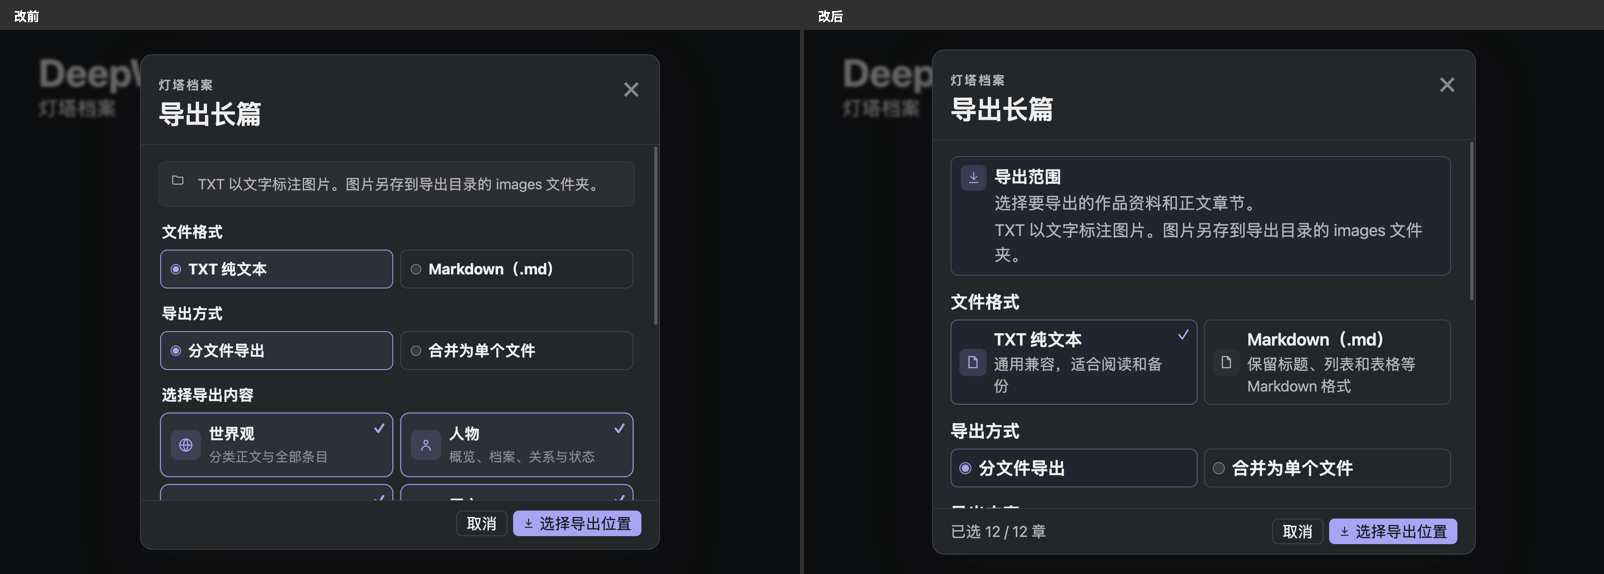 改前
DeepW
灯塔档案
灯塔档案
导出长篇
TXT 以文字标注图片。图片另存到导出目录的 images 文件夹。
文件格式
TXT 纯文本
Markdown（.md）
导出方式
分文件导出
合并为单个文件
选择导出内容
世界观
分类正文与全部条目
人物
概览、档案、关系与状态
取消
选择导出位置
改后
Deep
灯塔档案
灯塔档案
导出长篇
导出范围
选择要导出的作品资料和正文章节。
TXT 以文字标注图片。图片另存到导出目录的 images 文件
夹。
文件格式
TXT 纯文本
通用兼容，适合阅读和备
份
Markdown（.md）
保留标题、列表和表格等
Markdown 格式
导出方式
分文件导出
合并为单个文件
已选 12 / 12 章
取消
选择导出位置